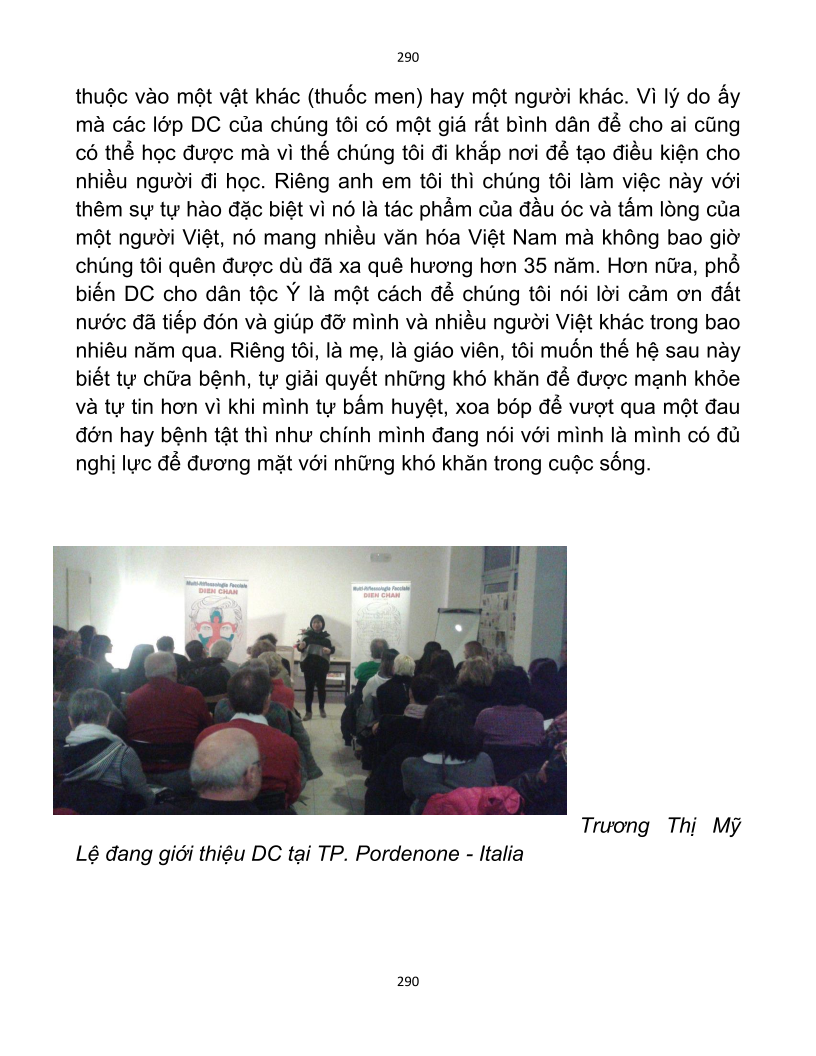 290
thuộc vào một vật khác (thuốc men) hay một người khác. Vì lý do ấy
mà các lớp DC của chúng tôi có một giá rất bình dân để cho ai cũng
có thể học được mà vì thế chúng tôi đi khắp nơi để tạo điều kiện cho
nhiều người đi học. Riêng anh em tôi thì chúng tôi làm việc này với
thêm sự tự hào đặc biệt vì nó là tác phẩm của đầu óc và tấm lòng của
một người Việt, nó mang nhiều văn hóa Việt Nam mà không bao giờ
chúng tôi quên được dù đã xa quê hương hơn 35 năm. Hơn nữa, phổ
biến DC cho dân tộc Ý là một cách để chúng tôi nói lời cảm ơn đất
nước đã tiếp đón và giúp đỡ mình và nhiều người Việt khác trong bao
nhiêu năm qua. Riêng tôi, là mẹ, là giáo viên, tôi muốn thế hệ sau này
biết tự chữa bệnh, tự giải quyết những khó khăn để được mạnh khỏe
và tự tin hơn vì khi mình tự bấm huyệt, xoa bóp để vượt qua một đau
đớn hay bệnh tật thì như chính mình đang nói với mình là mình có đủ
nghị lực để đương mặt với những khó khăn trong cuộc sống.
Multi-Riflessologia Facciale
DIEN CHAN
Multi-Riflessologia Facciale
DIEN CHAN
Trương Thị Mỹ
Lệ đang giới thiệu DC tại TP. Pordenone - Italia
290